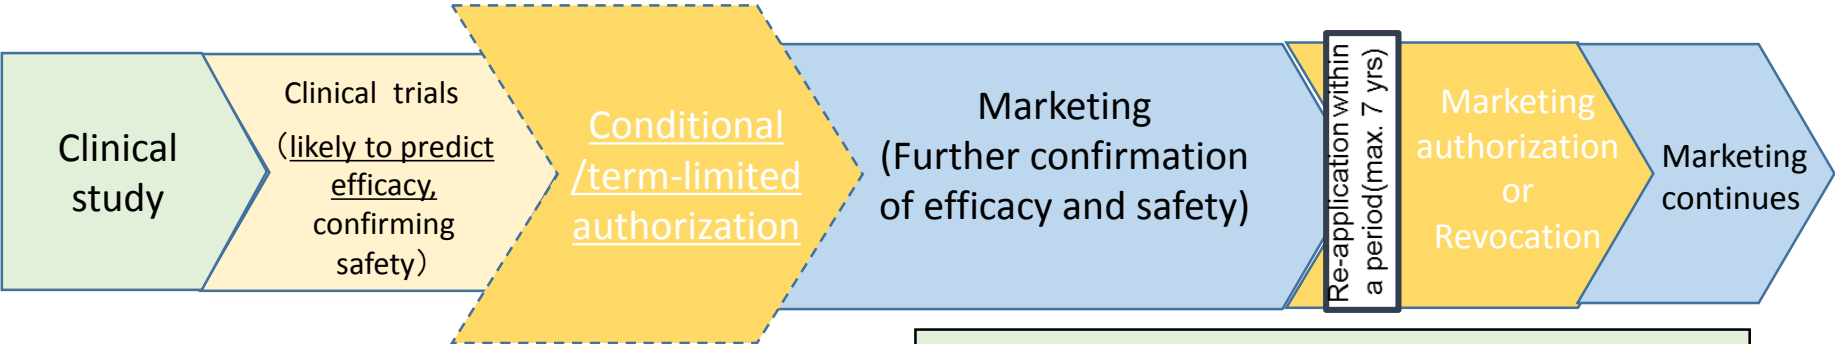 Clinical
study
Clinical trials
（likely to predict
efficacy,
confirming
safety）
Conditional
/term-limited
authorization
Marketing
(Further confirmation
of efficacy and safety)
Re-application within
a period(max. 7 yrs)
Marketing
authorization
or
Revocation
Marketing
continues